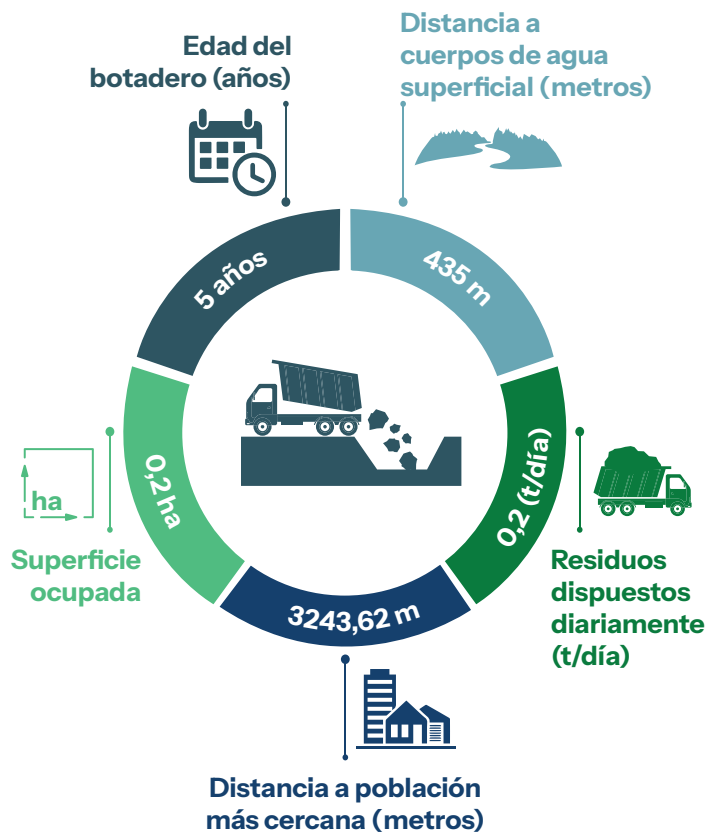 Edad del
botadero (años)
Distancia a
cuerpos de agua
superficial (metros)
5 años
435 m
0,2 ha
ha
0,2 (t/día)
Superficie
ocupada
Residuos
dispuestos
diariamente
(t/día)
3243,62 m
Distancia a población
más cercana (metros)